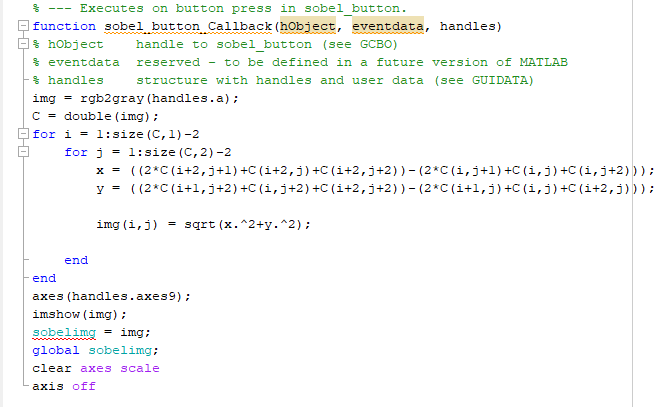 % --- Executes on button press in sobel_button.
function sobel_button_Callback(hObject, eventdata, handles)
% hObject    handle to sobel_button (see GCBO)
% eventdata  reserved - to be defined in a future version of MATLAB
% handles    structure with handles and user data (see GUIDATA)
img = rgb2gray(handles.a);
C = double(img);
for i = 1:size(C,1)-2
    for j = 1:size(C,2)-2
        x = ((2*C(i+2,j+1)+C(i+2,j)+C(i+2,j+2))-(2*C(i,j+1)+C(i,j)+C(i,j+2)));
        y = ((2*C(i+1,j+2)+C(i,j+2)+C(i+2,j+2))-(2*C(i+1,j)+C(i,j)+C(i+2,j)));
        img(i,j) = sqrt(x.^2+y.^2);
    end
end
axes(handles.axes9);
imshow(img);
sobelimg = img;
global sobelimg;
clear axes scale
axis off